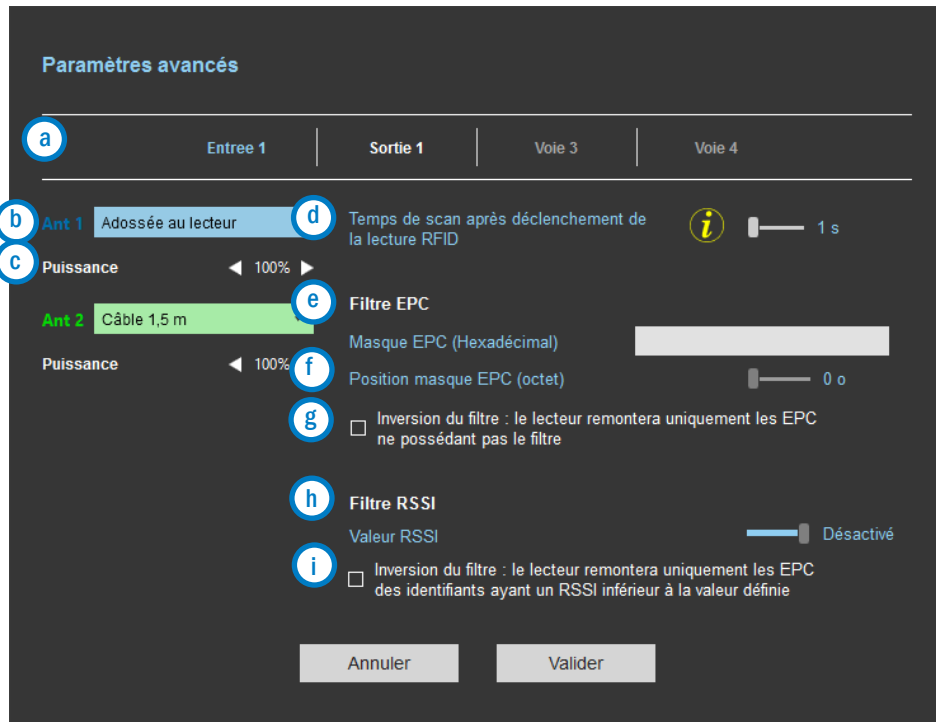 Paramètres avancés
a
Entree 1
Sortie 1
Voie 3
Voie 4
b
Ant 1
Adossée au lecteur
c
Puissance
100%
Ant 2
Câble 1,5 m
Puissance
100%
d
Temps de scan après déclenchement de
la lecture RFID
i
1 s
e
Filtre EPC
Masque EPC (Hexadécimal)
f
Position masque EPC (octet)
0 o
g
Inversion du filtre : le lecteur remontera uniquement les EPC
ne possédant pas le filtre
h
Filtre RSSI
Valeur RSSI
Désactivé
i
Inversion du filtre : le lecteur remontera uniquement les EPC
des identifiants ayant un RSSI inférieur à la valeur définie
Annuler
Valider